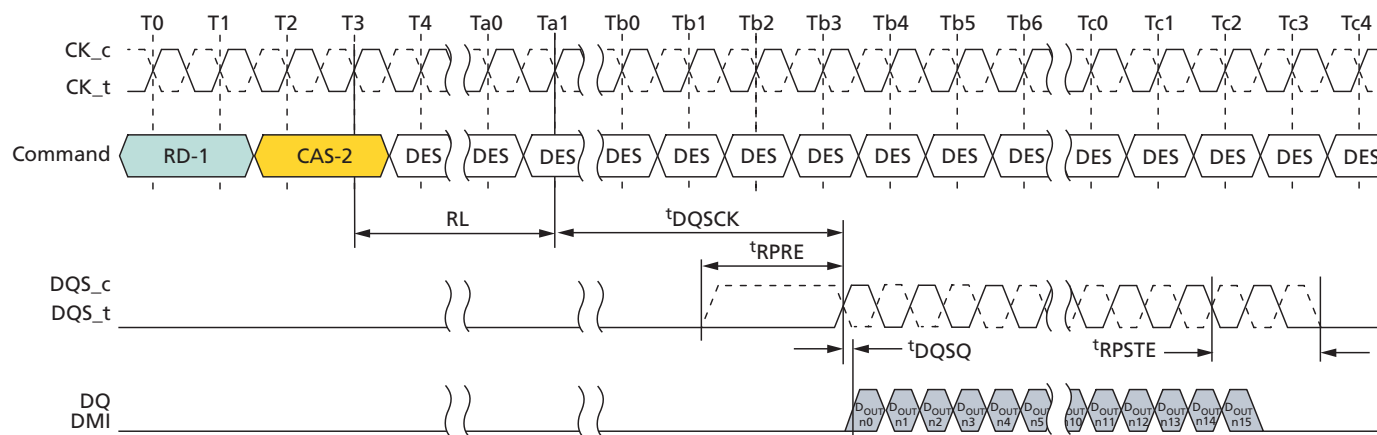 T0 T1 T2 T3 T4 Ta0 Ta1 Tb0 Tb1 Tb2 Tb3 Tb4 Tb5 Tb6 Tc0 Tc1 Tc2 Tc3 Tc4
CK_c
CK_t
Command RD-1 CAS-2 DES DES DES DES DES DES DES DES DES DES DES DES DES DES DES
RL tDQSCK
tRPRE
DQS_c
DQS_t
tDQSQ tRPSTE
DQ
DMI
DOUT DOUT DOUT DOUT DOUT DOUT DOUT DOUT DOUT DOUT DOUT DOUT
n0 n1 n2 n3 n4 n5 n10 n11 n12 n13 n14 n15